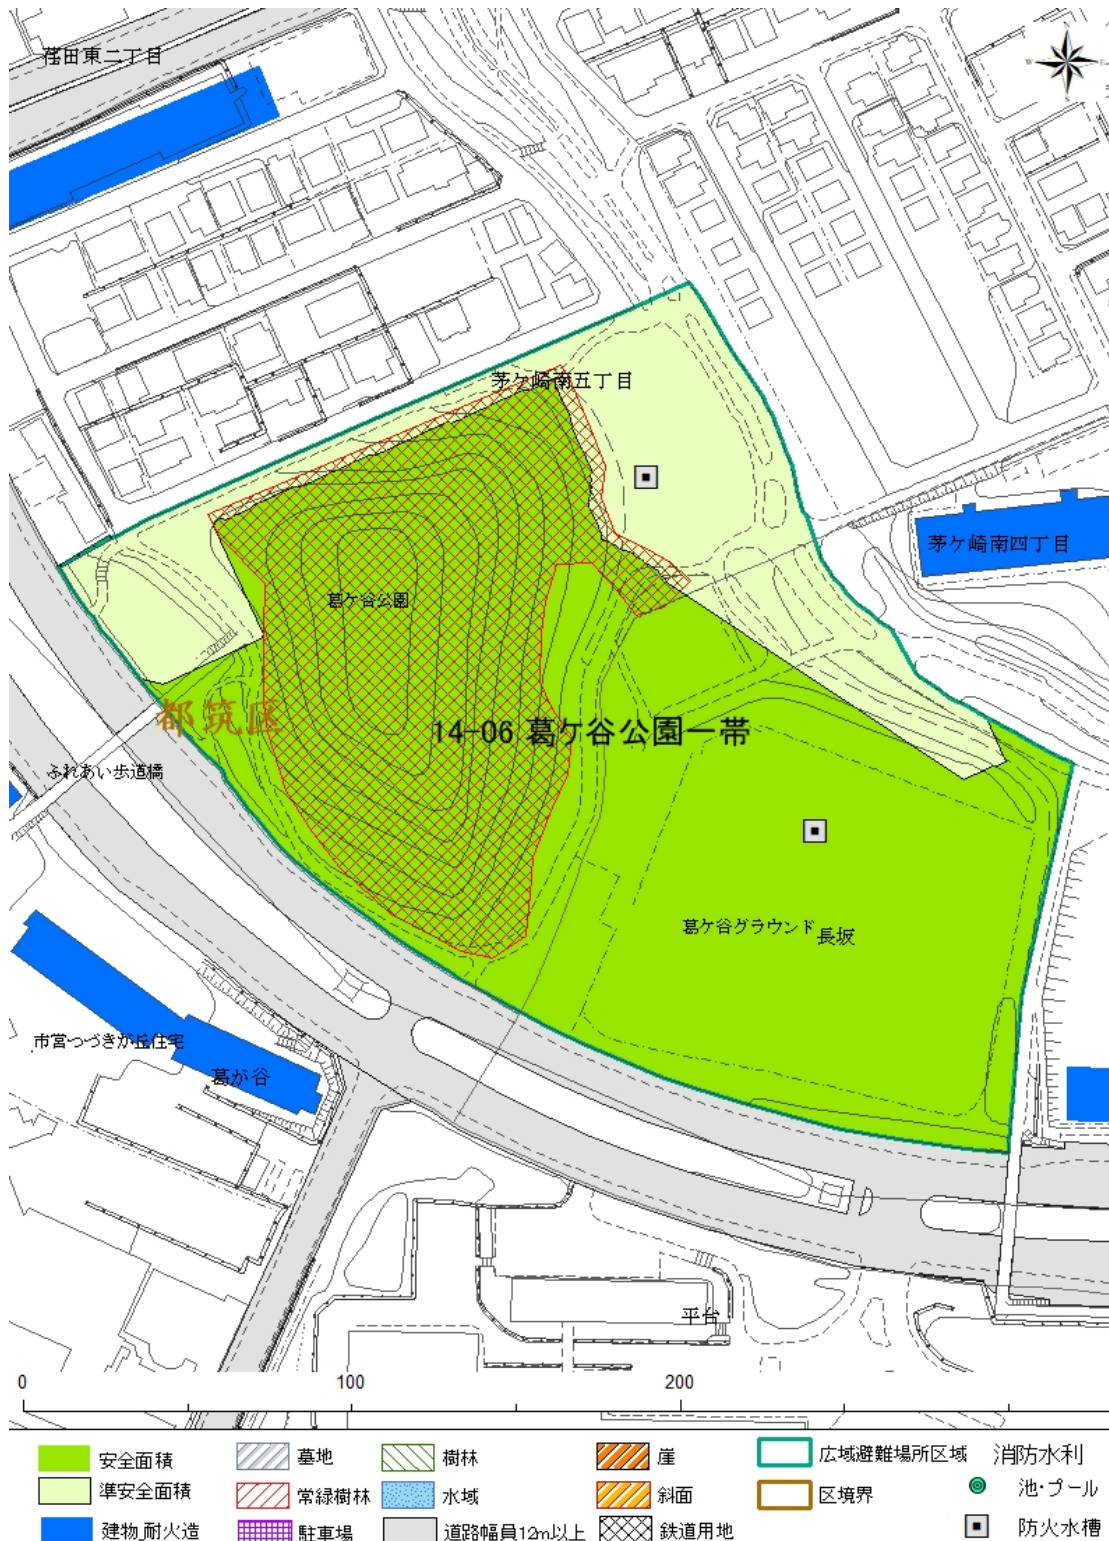 荏田東二丁目
N
W
E
S
茅ケ崎南五丁目
茅ケ崎南四丁目
葛ケ谷公園
都筑区
14-06 葛ケ谷公園一帯
ふれあい歩道橋
葛ケ谷グラウンド
長坂
市営つづきが丘住宅
葛が谷
平台
0 100 200
安全面積 墓地 樹林 崖 広域避難場所区域 消防水利
準安全面積 常緑樹林 水域 斜面 区境界 池・プール
建物_耐火造 駐車場 道路幅員12m以上 鉄道用地 防火水槽